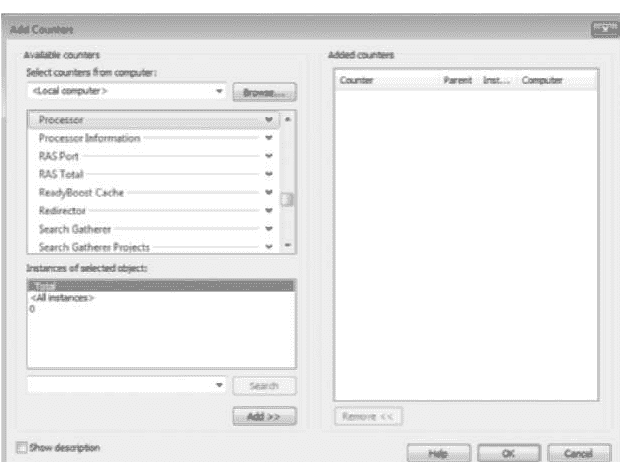 Add Counters
Available counters
Select counters from computer:
<Local computer>
Browse...
Processor
Processor Information
RAS Port
RAS Total
ReadyBoost Cache
Redirector
Search Gatherer
Search Gatherer Projects
Instances of selected object:
_Total
<All instances>
0
Search
Add >>
Show description
Added counters
Counter Parent Inst... Computer
Remove <<
Help OK Cancel